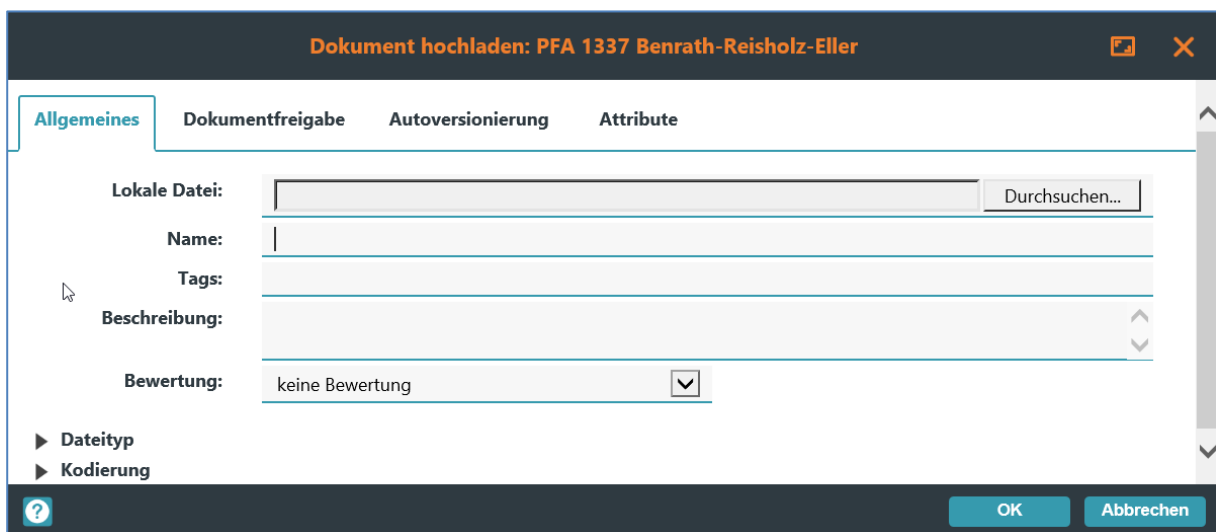 Dokument hochladen: PFA 1337 Benrath-Reisholz-Eller
Allgemeines Dokumentfreigabe Autoversionierung Attribute
Lokale Datei: Durchsuchen...
Name:
Tags:
Beschreibung:
Bewertung: keine Bewertung
Dateityp
Kodierung
? OK Abbrechen